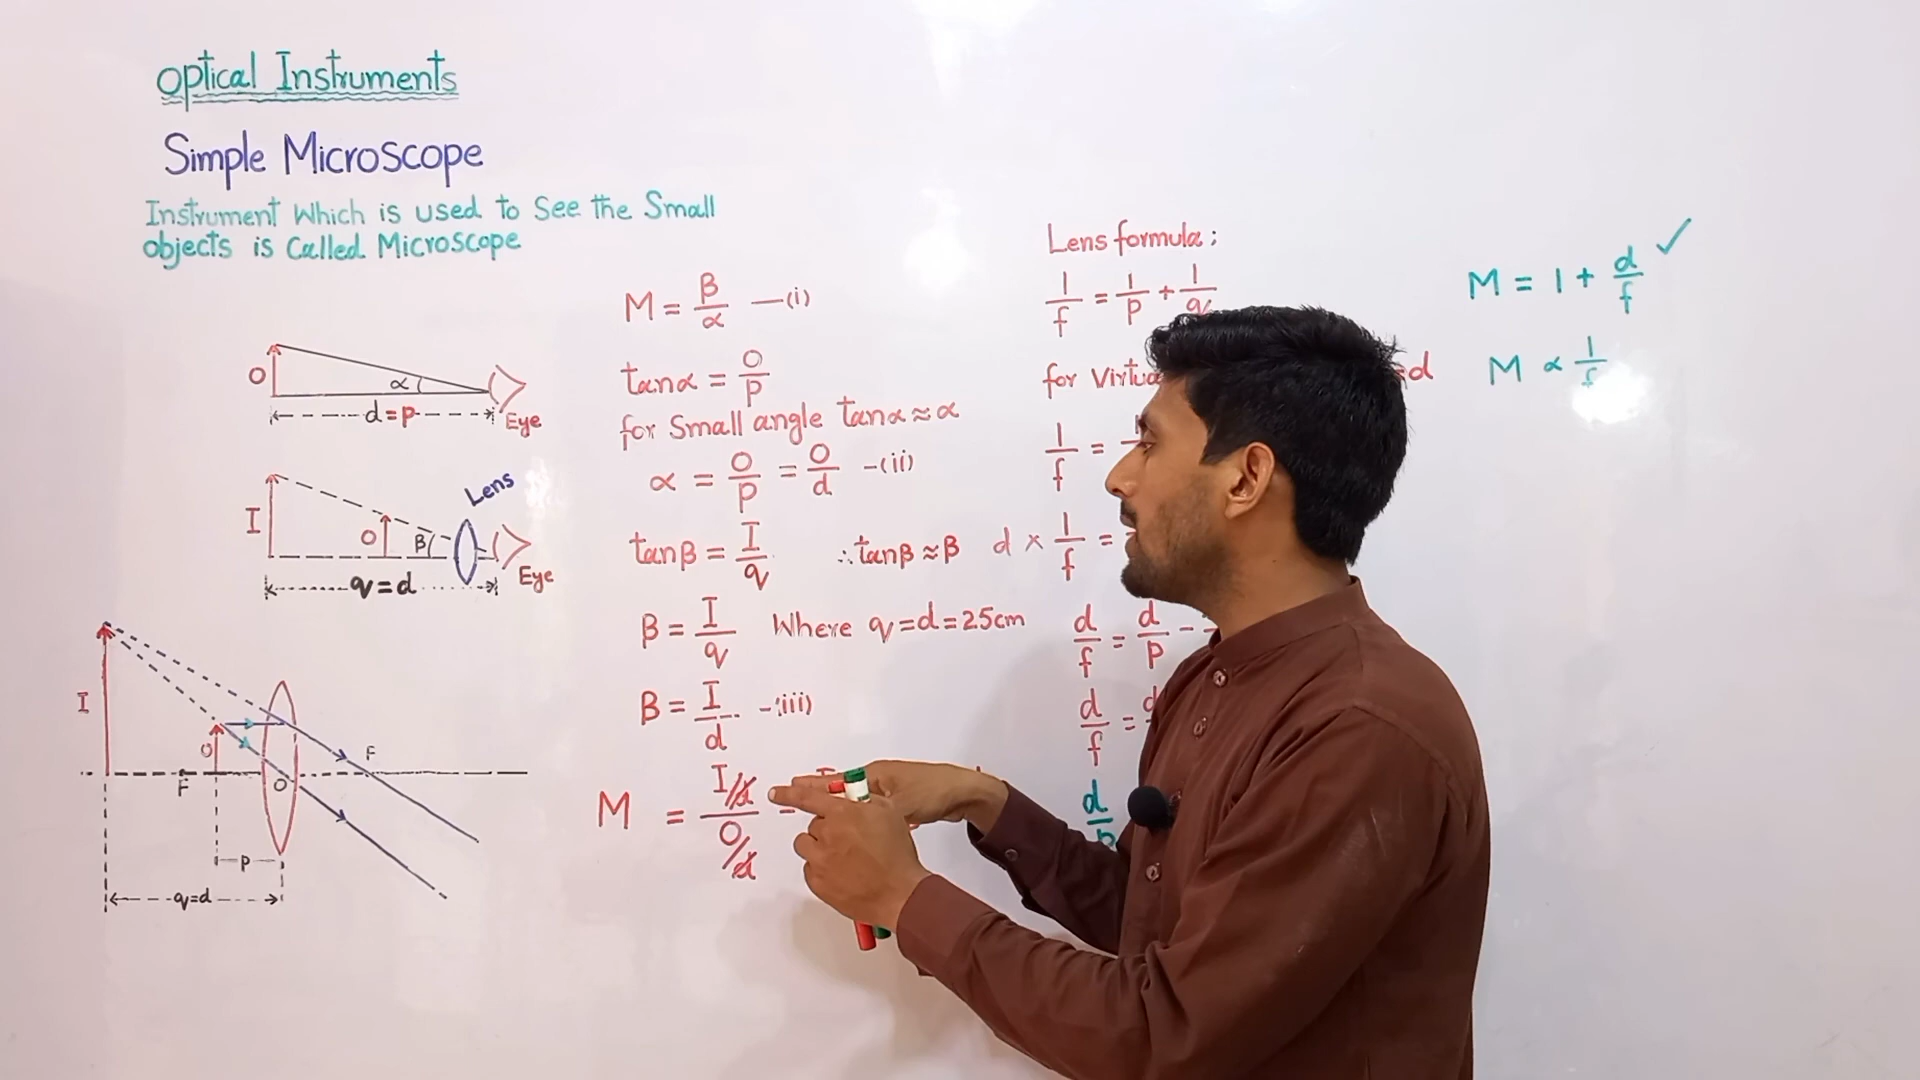 Optical Instruments
Simple Microscope
Instrument Which is used to See the Small
objects is Called Microscope
O α
d=p Eye
Lens
I O β
q=d Eye
I O F F O
p
q=d
M = β/α —(i)
tanα = O/p
for Small angle tanα ≈ α
α = O/p = O/d -(ii)
tanβ = I/q ∴tanβ ≈ β
β = I/q Where q=d=25cm
β = I/d -(iii)
M = I/d / O/d
Lens formula;
1/f = 1/p + 1/q
for =d
1/f =
d × 1/f =
d/f = d/p -
d/f = d
d/p
M = 1 + d/f ✓
M ∝ 1/f